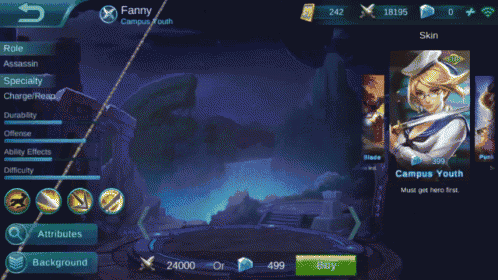 Fanny
Campus Youth
242
18195
0
Role
Assassin
Specialty
Charge/Reap
Durability
Offense
Ability Effects
Difficulty
Attributes
Background
Skin
Blade
399
Campus Youth
Must get hero first.
24000 Or 499 Buy